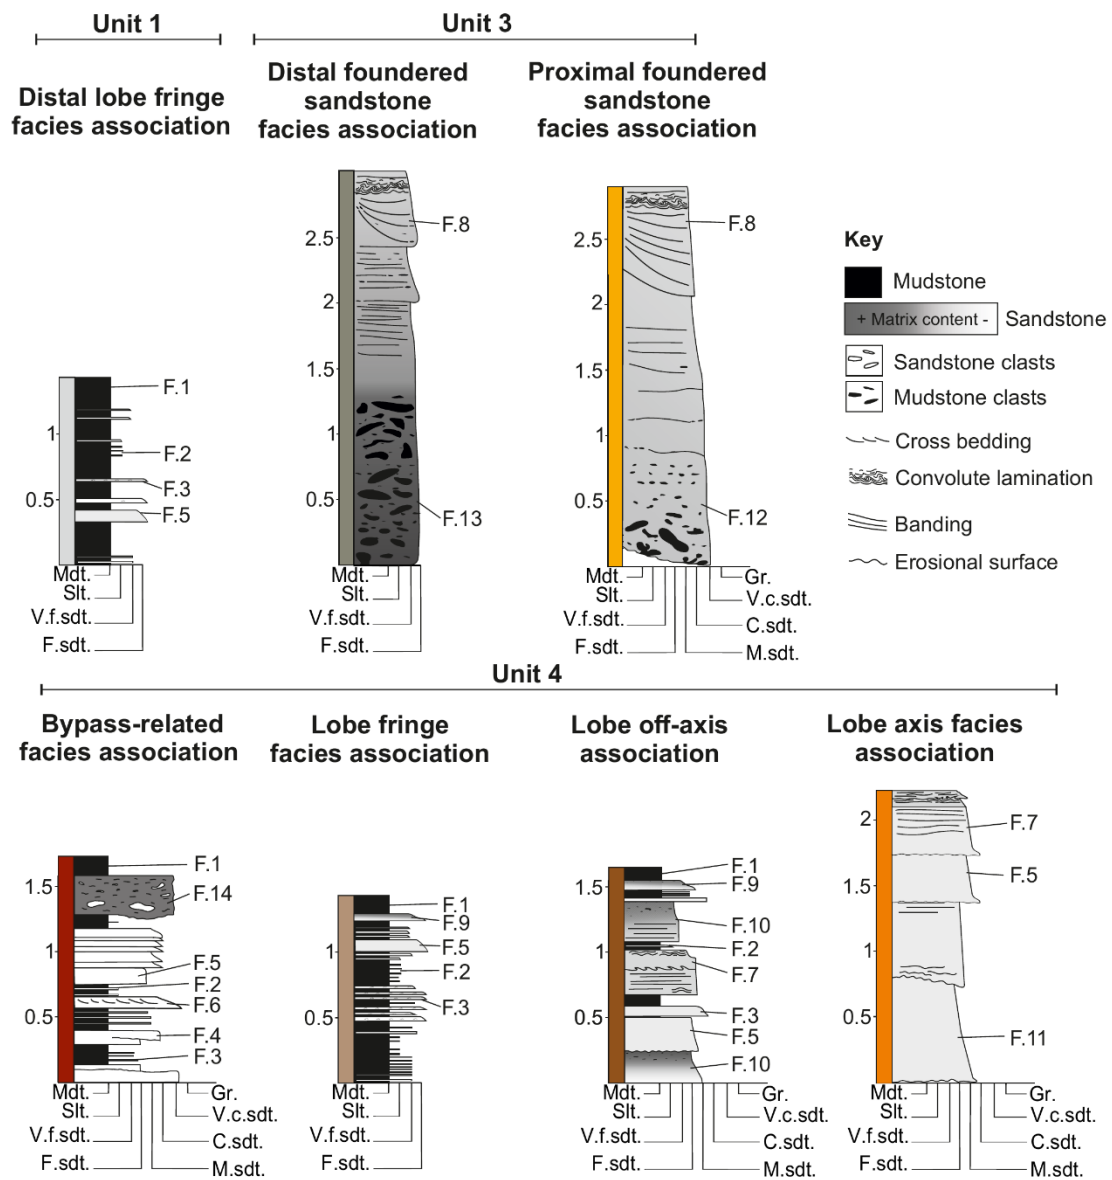 Unit 1
Unit 3
Distal lobe fringe
facies association
Distal foundered
sandstone
facies association
Proximal foundered
sandstone
facies association
F.1
1
F.2
F.3
0.5
F.5
Mdt.
Slt.
V.f.sdt.
F.sdt.
F.8
2.5
2
1.5
1
0.5
F.13
Mdt.
Slt.
V.f.sdt.
F.sdt.
F.8
2.5
2
1.5
1
0.5
F.12
Mdt.
Slt.
V.f.sdt.
F.sdt.
Gr.
V.c.sdt.
C.sdt.
M.sdt.
Key
Mudstone
+ Matrix content -
Sandstone
Sandstone clasts
Mudstone clasts
Cross bedding
Convolute lamination
Banding
Erosional surface
Unit 4
Bypass-related
facies association
Lobe fringe
facies association
Lobe off-axis
association
Lobe axis facies
association
F.1
1.5
F.14
1
F.5
F.2
F.6
0.5
F.4
F.3
Mdt.
Slt.
V.f.sdt.
F.sdt.
Gr.
V.c.sdt.
C.sdt.
M.sdt.
F.1
F.9
F.5
1
F.2
F.3
0.5
Mdt.
Slt.
V.f.sdt.
F.sdt.
F.1
F.9
1.5
F.10
F.2
1
F.7
F.3
0.5
F.5
F.10
Mdt.
Slt.
V.f.sdt.
F.sdt.
Gr.
V.c.sdt.
C.sdt.
M.sdt.
2
F.7
F.5
1.5
1
0.5
F.11
Mdt.
Slt.
V.f.sdt.
F.sdt.
Gr.
V.c.sdt.
C.sdt.
M.sdt.